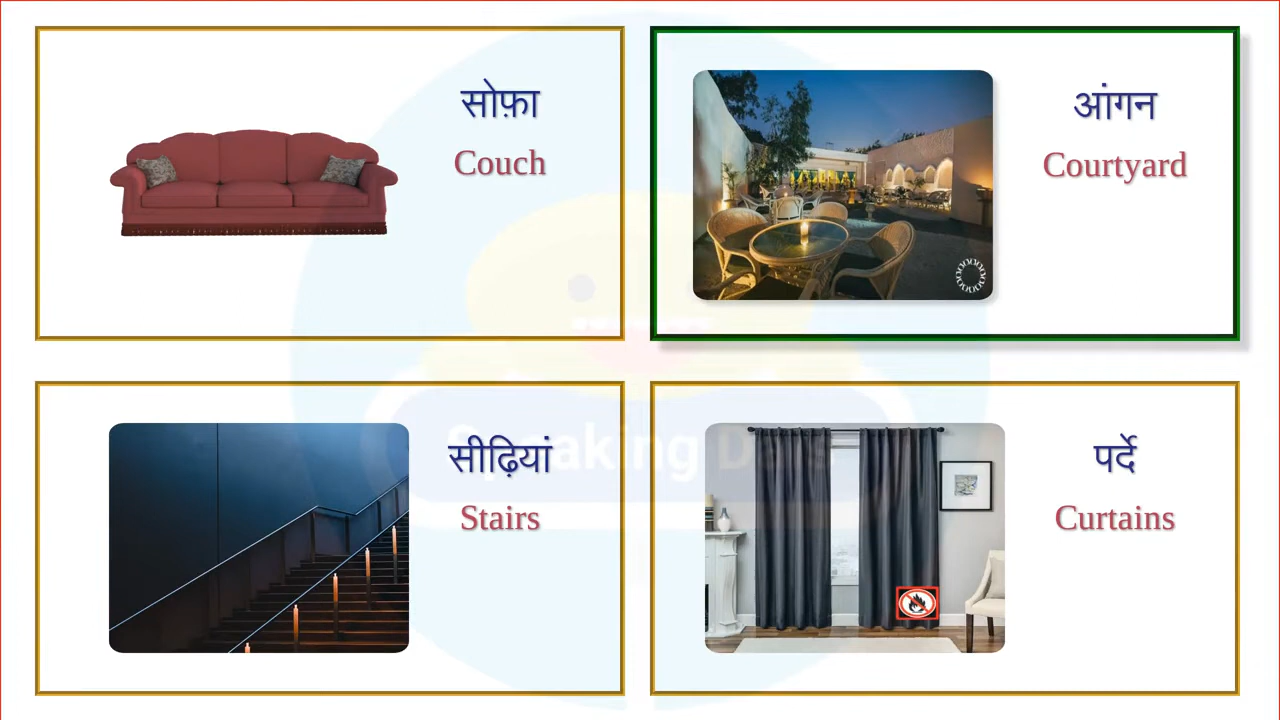 सोफ़ा
Couch
आंगन
Courtyard
सीढ़ियां
Stairs
पर्दे
Curtains